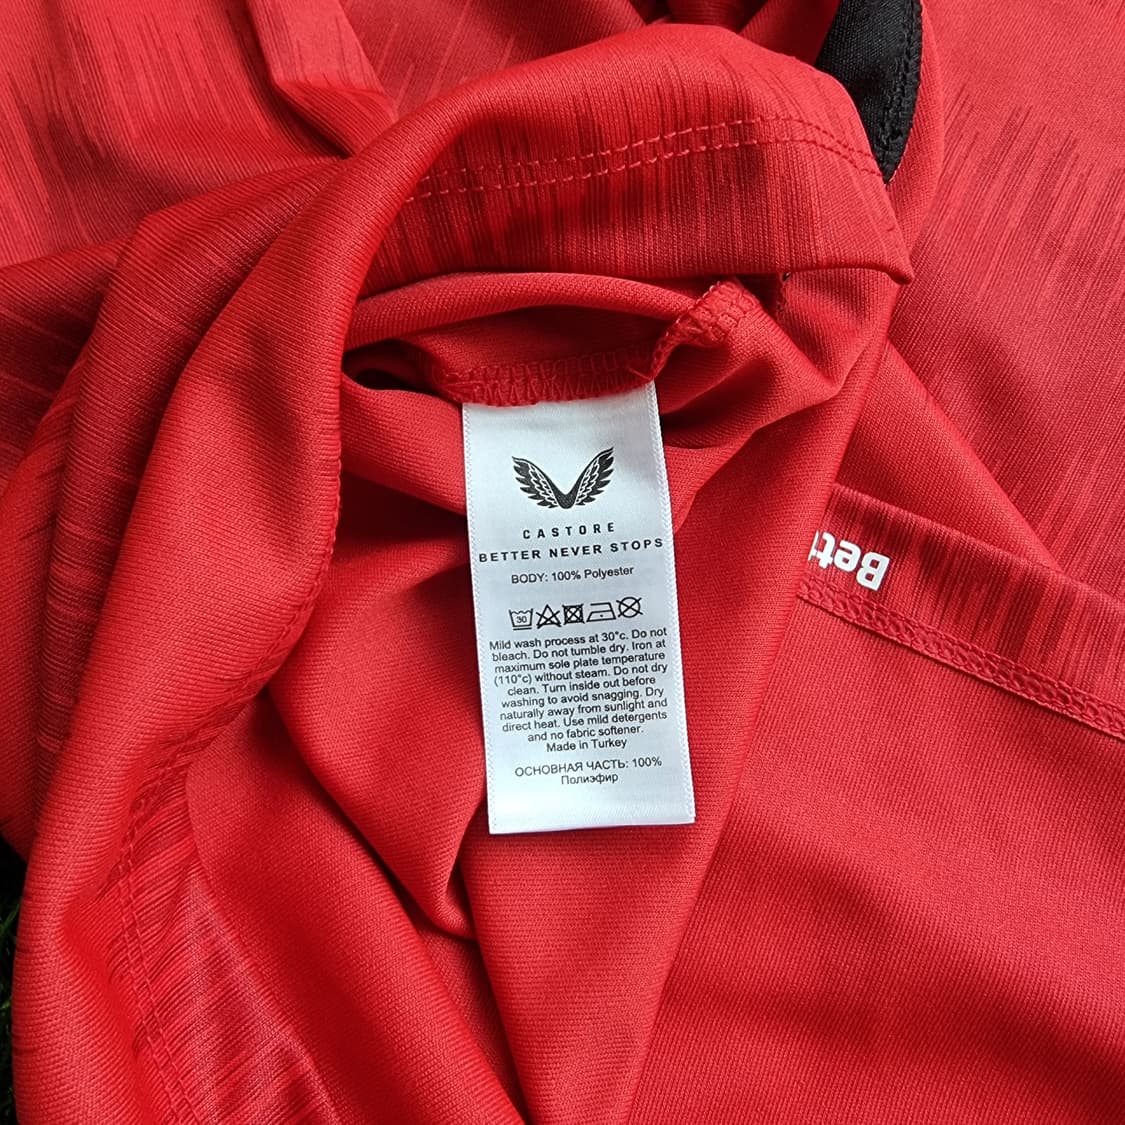 CASTORE
BETTER NEVER STOPS
BODY: 100% Polyester
30
Mild wash process at 30°c. Do not
bleach. Do not tumble dry. Iron at
maximum sole plate temperature
(110°c) without steam. Do not dry
clean. Turn inside out before
washing to avoid snagging. Dry
naturally away from sunlight and
direct heat. Use mild detergents
and no fabric softener.
Made in Turkey
ОСНОВНАЯ ЧАСТЬ: 100%
Полиэфир
Bet